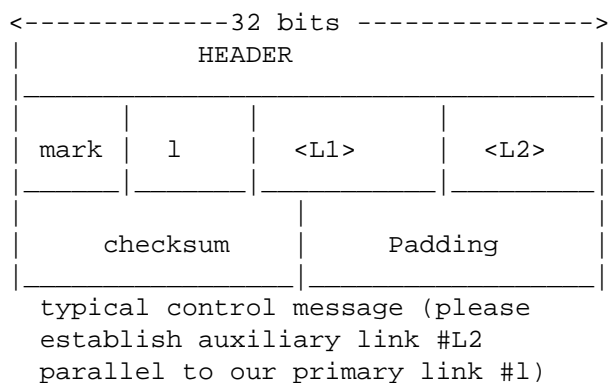 <-------------32 bits --------------->
HEADER
mark | l | <L1> | <L2>
checksum | Padding
typical control message (please
establish auxiliary link #L2
parallel to our primary link #l)